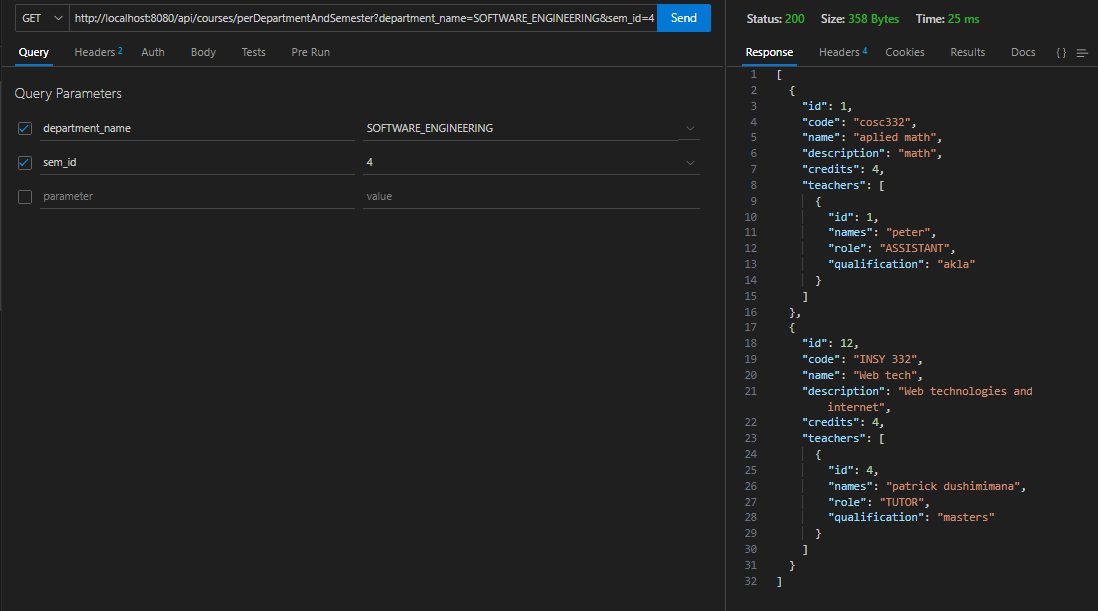 GET http://localhost:8080/api/courses/perDepartmentAndSemester?department_name=SOFTWARE_ENGINEERING&sem_id=4 Send
Query Headers 2 Auth Body Tests Pre Run
Query Parameters
department_name SOFTWARE_ENGINEERING
sem_id 4
parameter value
Status: 200 Size: 358 Bytes Time: 25 ms
Response Headers 4 Cookies Results Docs { }
1 [
2 {
3 "id": 1,
4 "code": "cosc332",
5 "name": "aplied math",
6 "description": "math",
7 "credits": 4,
8 "teachers": [
9 {
10 "id": 1,
11 "names": "peter",
12 "role": "ASSISTANT",
13 "qualification": "akla"
14 }
15 ]
16 },
17 {
18 "id": 12,
19 "code": "INSY 332",
20 "name": "Web tech",
21 "description": "Web technologies and
internet",
22 "credits": 4,
23 "teachers": [
24 {
25 "id": 4,
26 "names": "patrick dushimimana",
27 "role": "TUTOR",
28 "qualification": "masters"
29 }
30 ]
31 }
32 ]